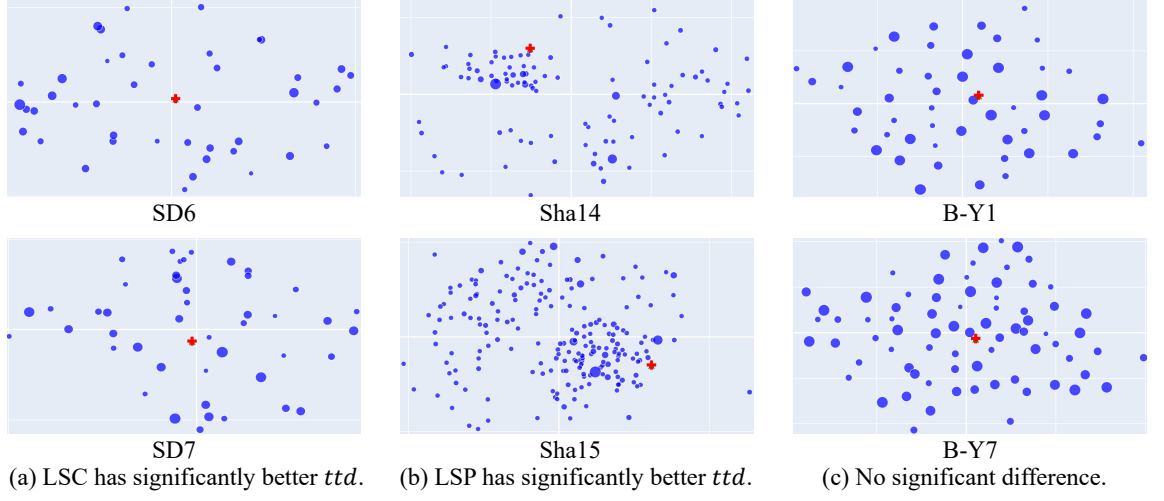 SD6 Sha14 B-Y1
SD7 Sha15 B-Y7
(a) LSC has significantly better ttd. (b) LSP has significantly better ttd. (c) No significant difference.